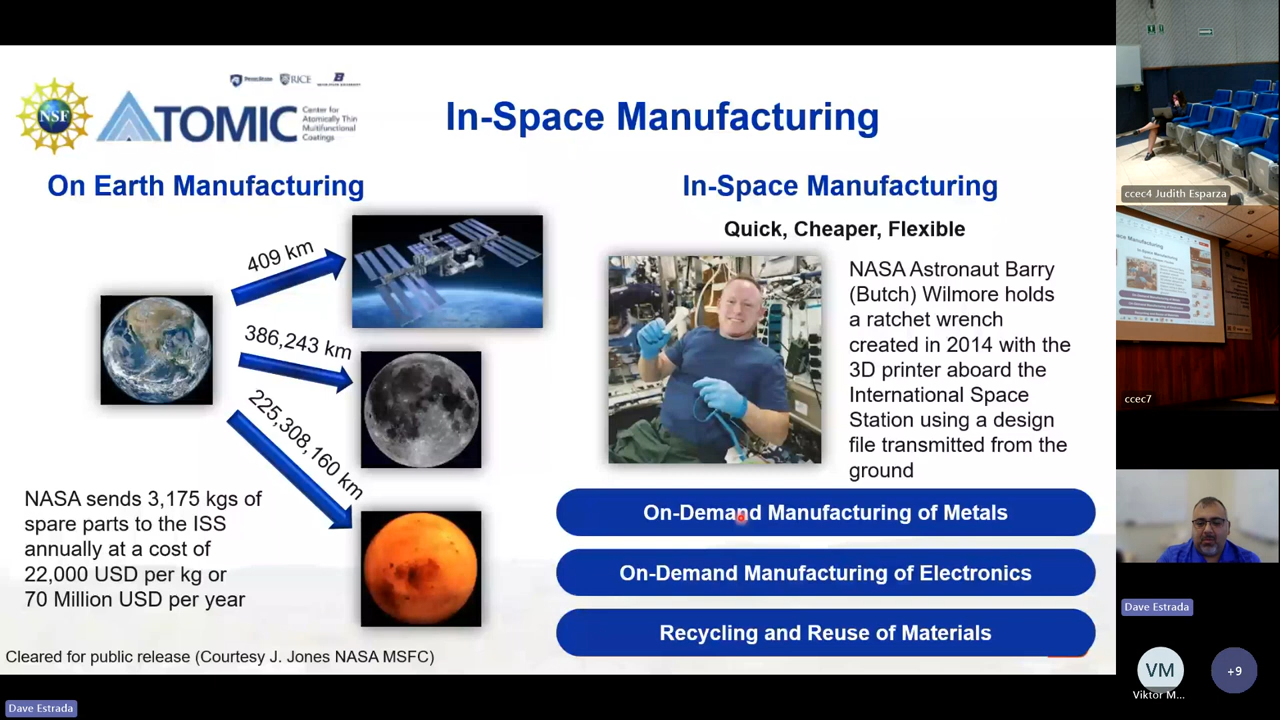 PennState
RICE
B
NSF
ATOMIC
Center for
Atomically Thin
Multifunctional
Coatings
In-Space Manufacturing
On Earth Manufacturing
409 km
386,243 km
225,308,160 km
NASA sends 3,175 kgs of
spare parts to the ISS
annually at a cost of
22,000 USD per kg or
70 Million USD per year
Cleared for public release (Courtesy J. Jones NASA MSFC)
In-Space Manufacturing
Quick, Cheaper, Flexible
NASA Astronaut Barry
(Butch) Wilmore holds
a ratchet wrench
created in 2014 with the
3D printer aboard the
International Space
Station using a design
file transmitted from the
ground
On-Demand Manufacturing of Metals
On-Demand Manufacturing of Electronics
Recycling and Reuse of Materials
Dave Estrada
ccec4 Judith Esparza
ccec7
Dave Estrada
VM
Viktor M...
+9